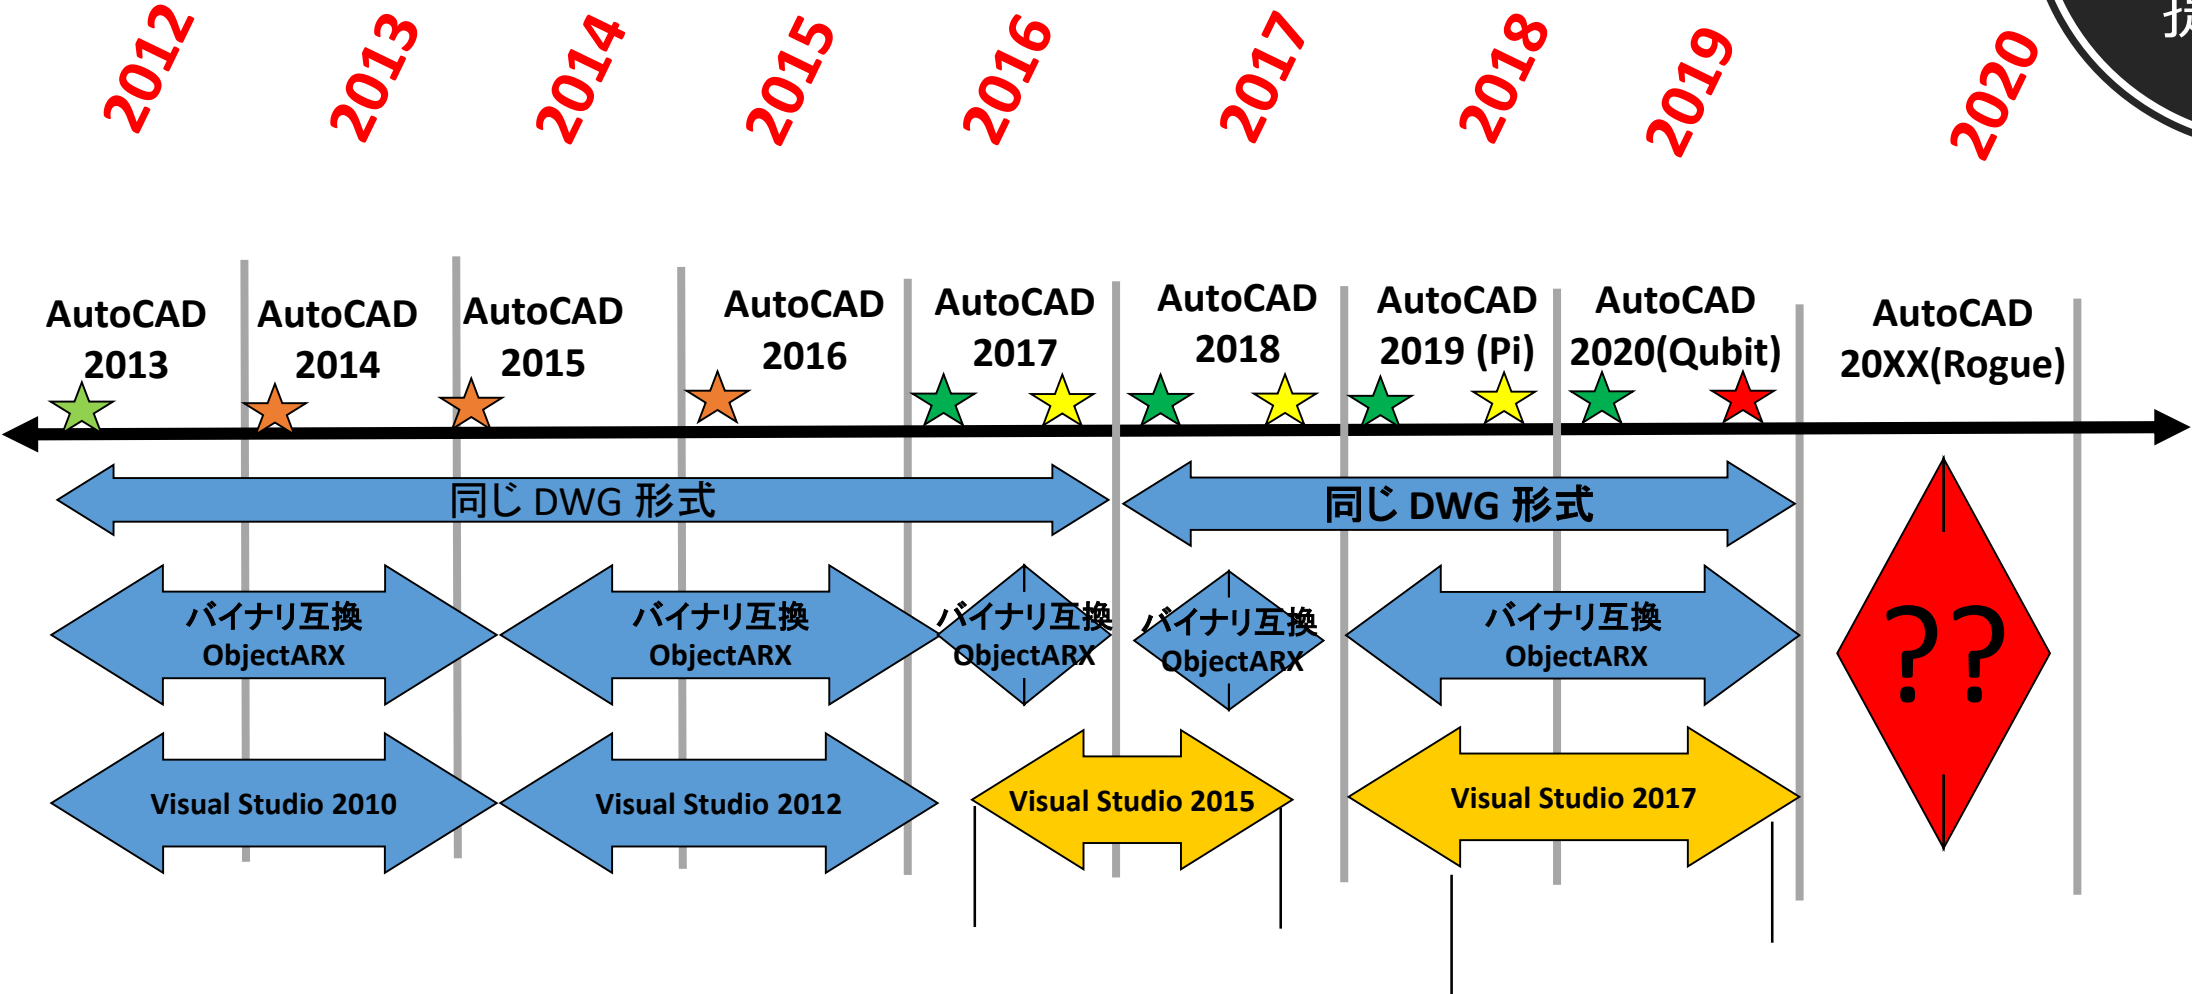 2012
2013
2014
2015
2016
2017
2018
2019
2020
AutoCAD
2013
AutoCAD
2014
AutoCAD
2015
AutoCAD
2016
AutoCAD
2017
AutoCAD
2018
AutoCAD
2019 (Pi)
AutoCAD
2020(Qubit)
AutoCAD
20XX(Rogue)
同じ DWG 形式
同じ DWG 形式
バイナリ互換
ObjectARX
バイナリ互換
ObjectARX
バイナリ互換
ObjectARX
バイナリ互換
ObjectARX
バイナリ互換
ObjectARX
??
Visual Studio 2010
Visual Studio 2012
Visual Studio 2015
Visual Studio 2017